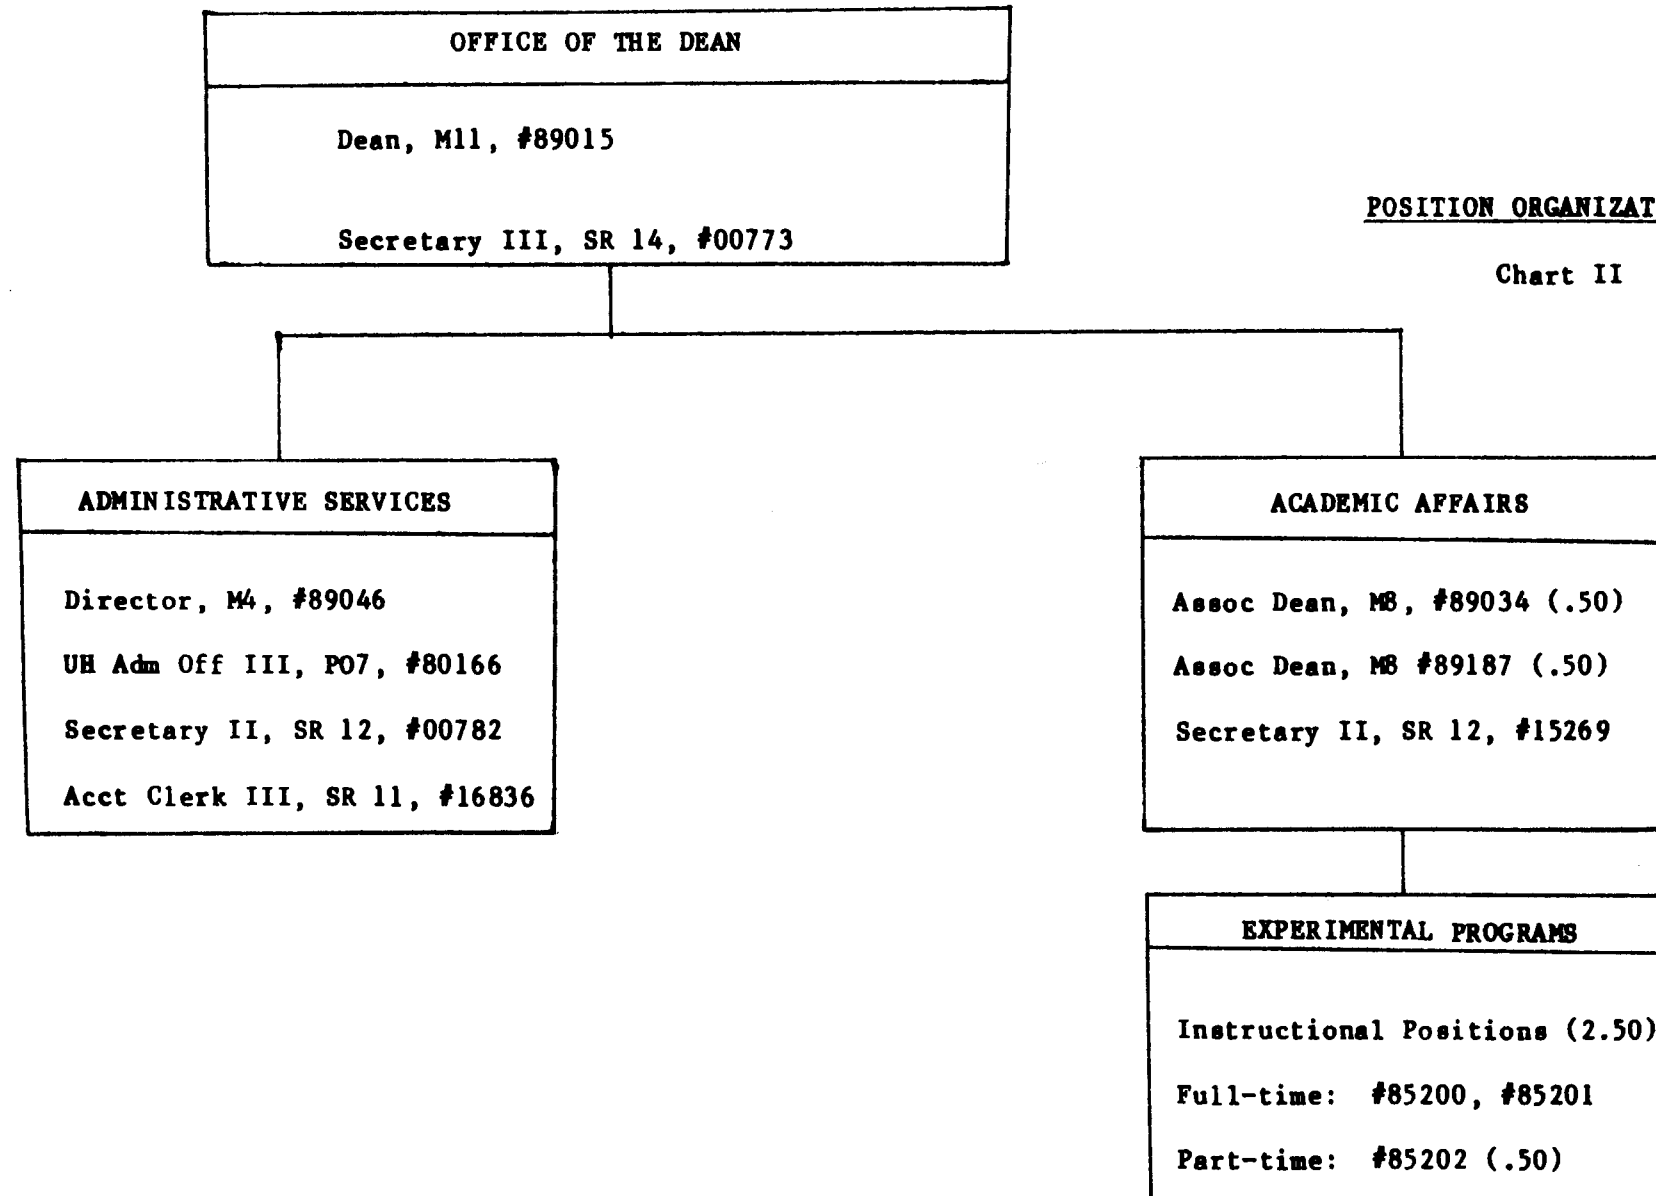 OFFICE OF THE DEAN
Dean, M11, #89015
Secretary III, SR 14, #00773
POSITION ORGANIZAT
Chart II
ADMINISTRATIVE SERVICES
Director, M4, #89046
UH Adm Off III, PO7, #80166
Secretary II, SR 12, #00782
Acct Clerk III, SR 11, #16836
ACADEMIC AFFAIRS
Assoc Dean, M8, #89034 (.50)
Assoc Dean, M8 #89187 (.50)
Secretary II, SR 12, #15269
EXPERIMENTAL PROGRAMS
Instructional Positions (2.50)
Full-time: #85200, #85201
Part-time: #85202 (.50)